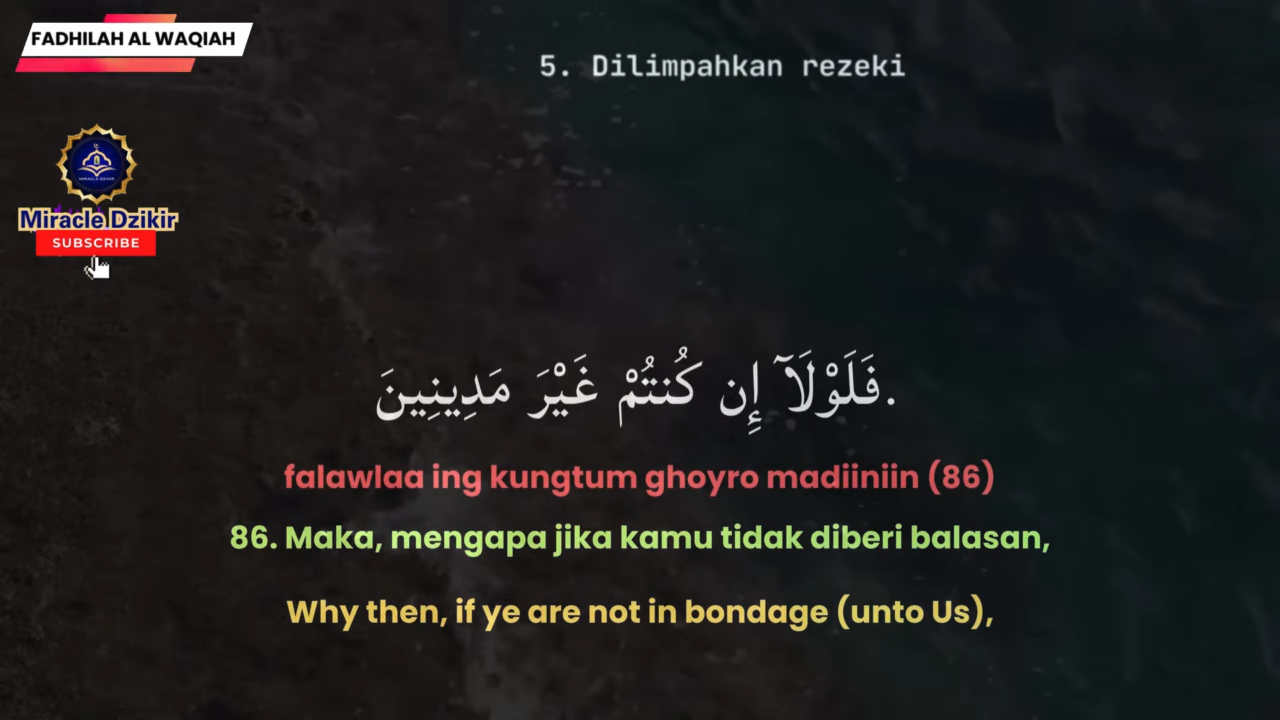 FADHILAH AL WAQIAH
5. Dilimpahkan rezeki
Miracle Dzikir
SUBSCRIBE
فَلَوْلَآ إِن كُنتُمْ غَيْرَ مَدِينِينَ.
falawlaa ing kungtum ghoyro madiiniin (86)
86. Maka, mengapa jika kamu tidak diberi balasan,
Why then, if ye are not in bondage (unto Us),